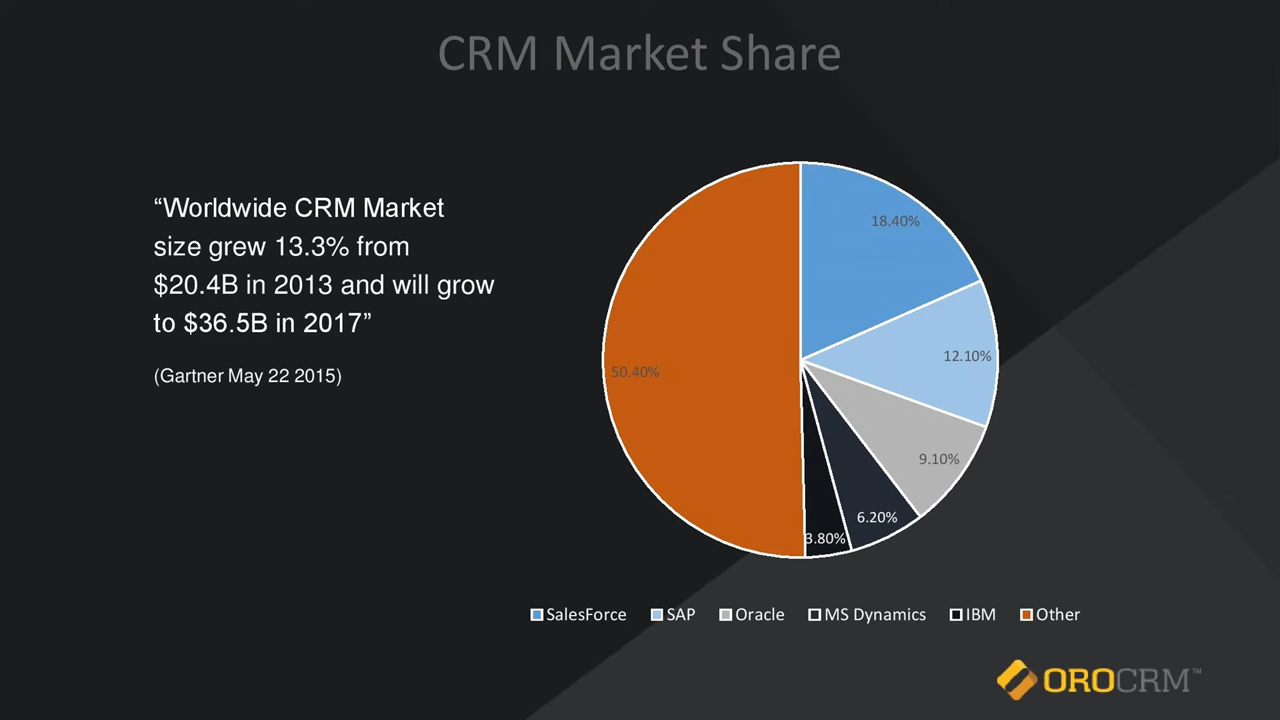 CRM Market Share
“Worldwide CRM Market
size grew 13.3% from
$20.4B in 2013 and will grow
to $36.5B in 2017”
(Gartner May 22 2015)
18.40%
12.10%
9.10%
6.20%
3.80%
50.40%
SalesForce SAP Oracle MS Dynamics IBM Other
OROCRM™